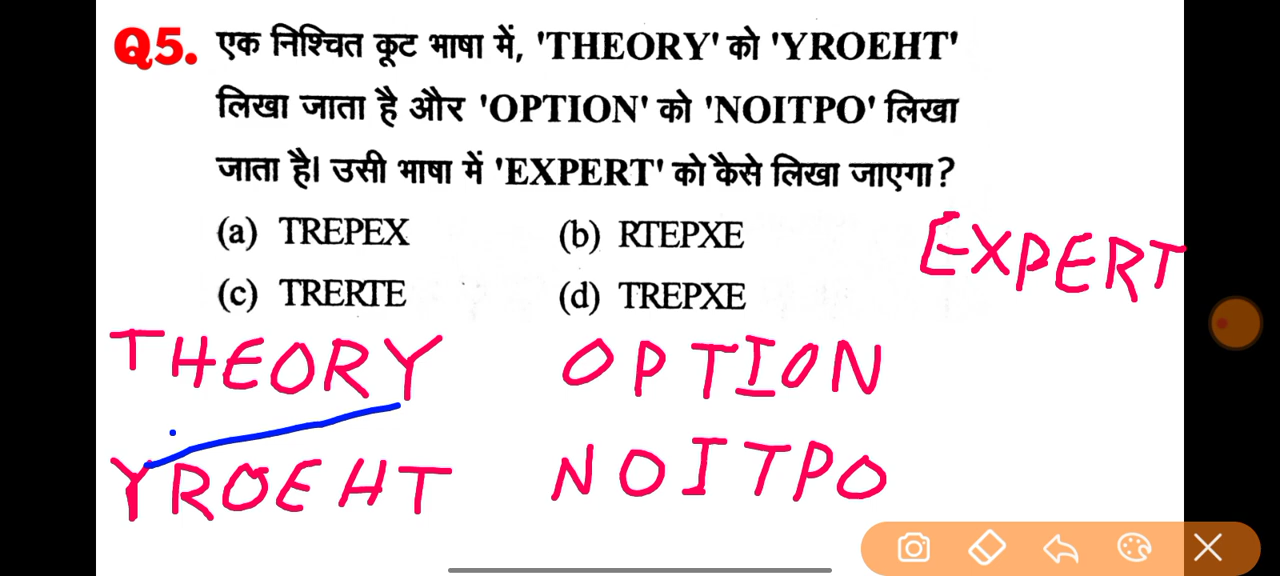 Q5. एक निश्चित कूट भाषा में, 'THEORY' को 'YROEHT'
लिखा जाता है और 'OPTION' को 'NOITPO' लिखा
जाता है। उसी भाषा में 'EXPERT' को कैसे लिखा जाएगा?
(a) TREPEX (b) RTEPXE
EXPERT
(c) TRERTE (d) TREPXE
THEORY OPTION
YROEHT NOITPO